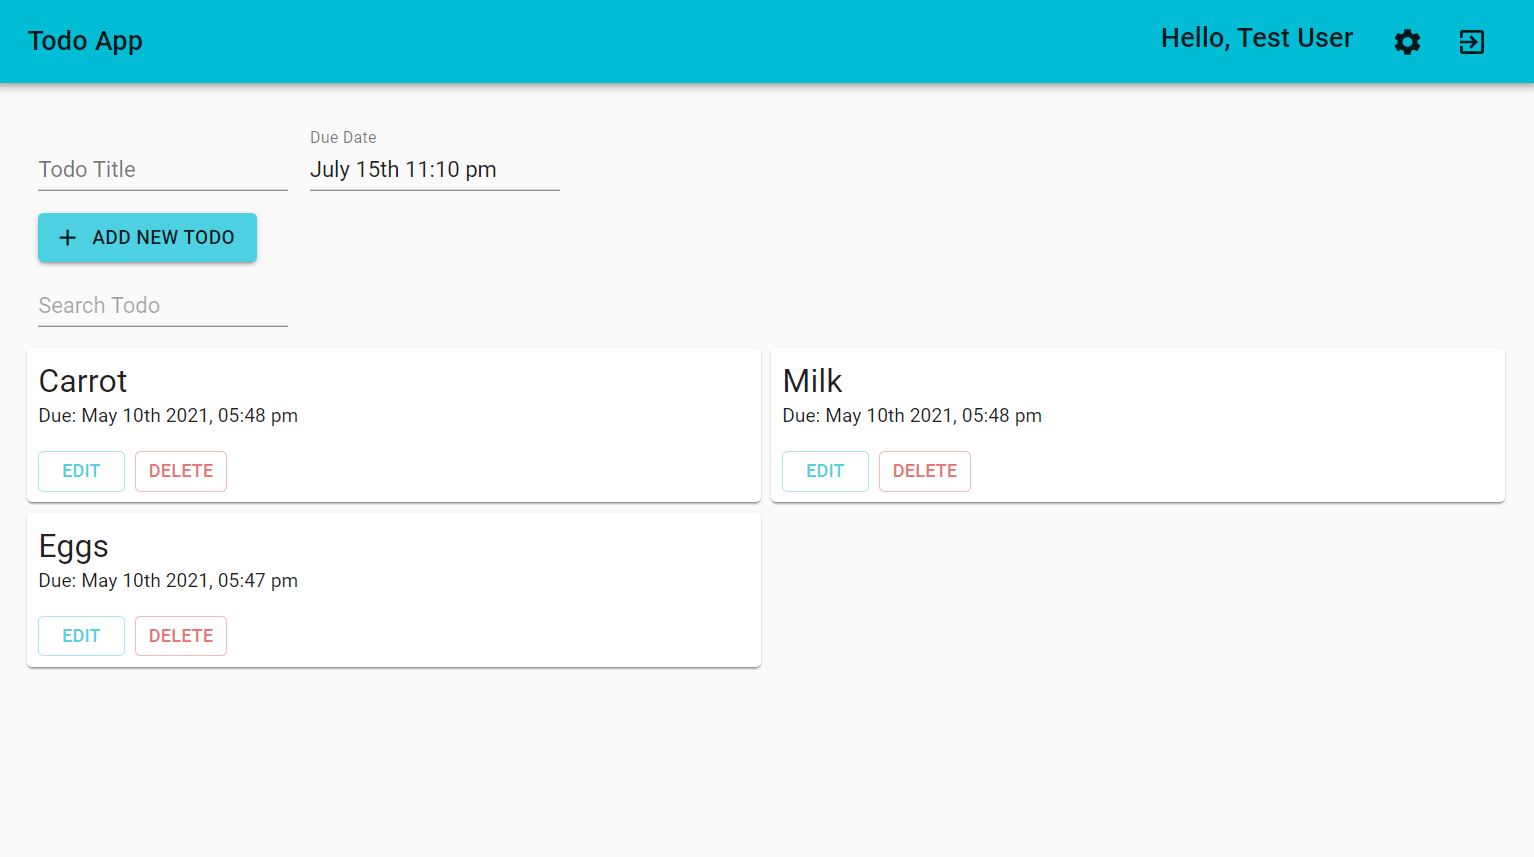 Todo App
Hello, Test User
Due Date
Todo Title
July 15th 11:10 pm
ADD NEW TODO
Search Todo
Carrot
Due: May 10th 2021, 05:48 pm
EDIT
DELETE
Milk
Due: May 10th 2021, 05:48 pm
EDIT
DELETE
Eggs
Due: May 10th 2021, 05:47 pm
EDIT
DELETE